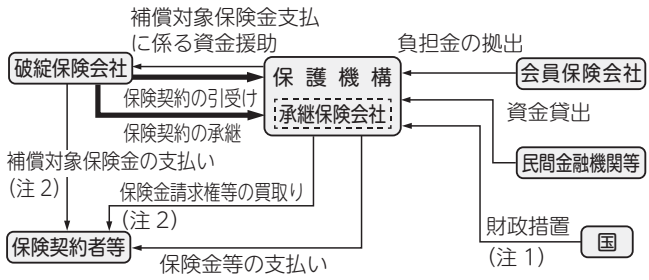 補償対象保険金支払
に係る資金援助
負担金の拠出
破綻保険会社
保護機構
会員保険会社
保険契約の引受け
承継保険会社
資金貸出
保険契約の承継
補償対象保険金の支払い
(注2)
民間金融機関等
保険金請求権等の買取り
(注2)
財政措置
(注1)
国
保険契約者等
保険金等の支払い